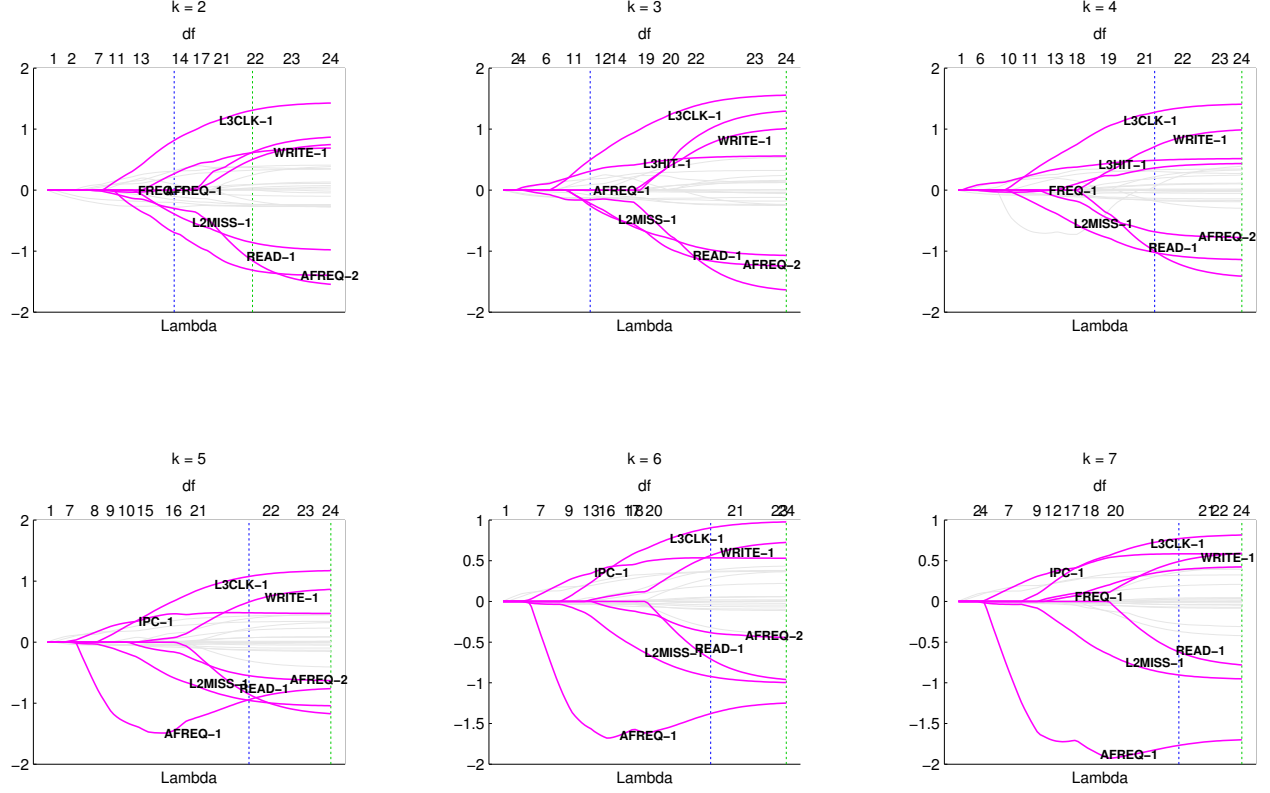 k = 2
df
1 2 7 11 13 14 17 21 22 23 24
2
1
0
−1
−2
L3CLK−1
WRITE−1
AFREQ−1
L2MISS−1
READ−1
AFREQ−2
Lambda
k = 3
df
6 11 12 14 19 20 22 23 24
2
1
0
−1
−2
L3CLK−1
WRITE−1
L3HIT−1
AFREQ−1
L2MISS−1
READ−1
AFREQ−2
Lambda
k = 4
df
1 6 10 11 13 18 19 21 22 23 24
2
1
0
−1
−2
L3CLK−1
WRITE−1
L3HIT−1
FREQ−1
L2MISS−1
AFREQ−2
READ−1
Lambda
k = 5
df
1 7 8 9 10 15 16 21 22 23 24
2
1
0
−1
−2
L3CLK−1
WRITE−1
IPC−1
AFREQ−2
L2MISS−1
READ−1
AFREQ−1
Lambda
k = 6
df
1 7 9 13 16 20 21 24
1
0.5
0
−0.5
−1
−1.5
−2
L3CLK−1
WRITE−1
IPC−1
AFREQ−2
READ−1
L2MISS−1
AFREQ−1
Lambda
k = 7
df
7 9 12 17 18 20 22 24
1
0.5
0
−0.5
−1
−1.5
−2
L3CLK−1
WRITE−1
IPC−1
FREQ−1
READ−1
L2MISS−1
AFREQ−1
Lambda